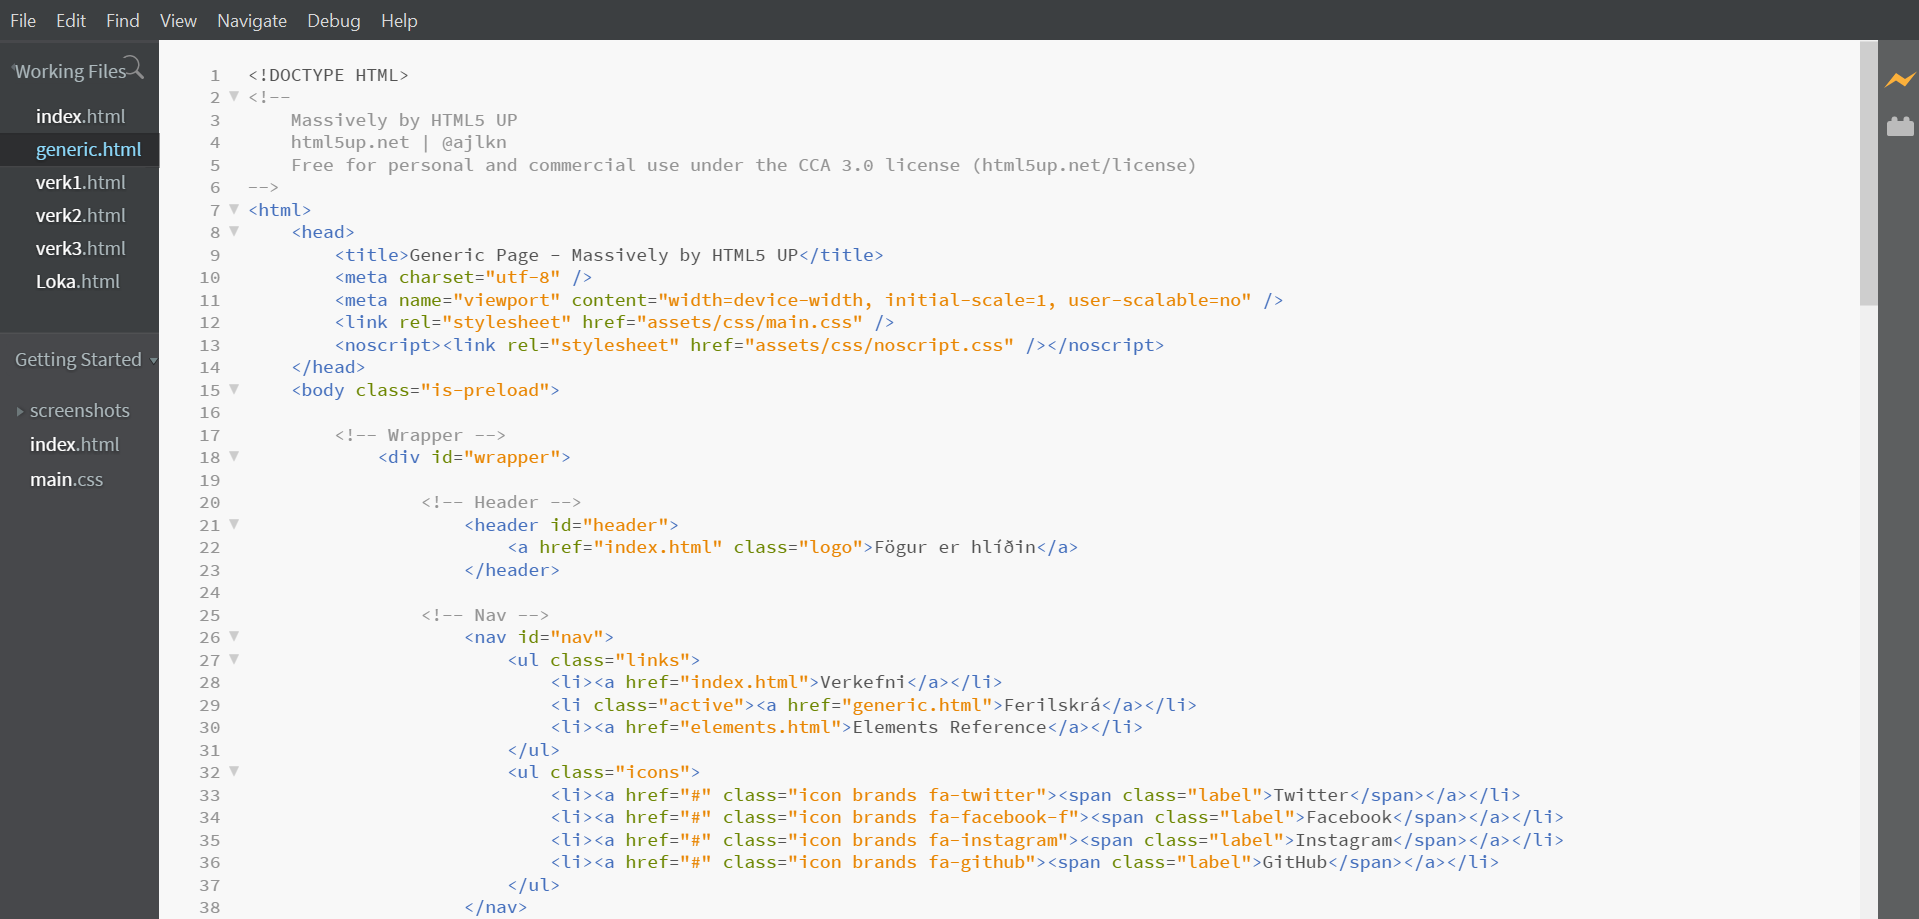 File Edit Find View Navigate Debug Help
Working Files
index.html
generic.html
verk1.html
verk2.html
verk3.html
Loka.html
Getting Started
screenshots
index.html
main.css
1 <!DOCTYPE HTML>
2 <!--
3 Massively by HTML5 UP
4 html5up.net | @ajlkn
5 Free for personal and commercial use under the CCA 3.0 license (html5up.net/license)
6 -->
7 <html>
8 <head>
9 <title>Generic Page - Massively by HTML5 UP</title>
10 <meta charset="utf-8" />
11 <meta name="viewport" content="width=device-width, initial-scale=1, user-scalable=no" />
12 <link rel="stylesheet" href="assets/css/main.css" />
13 <noscript><link rel="stylesheet" href="assets/css/noscript.css" /></noscript>
14 </head>
15 <body class="is-preload">
16
17 <!-- Wrapper -->
18 <div id="wrapper">
19
20 <!-- Header -->
21 <header id="header">
22 <a href="index.html" class="logo">Fögur er hlíðin</a>
23 </header>
24
25 <!-- Nav -->
26 <nav id="nav">
27 <ul class="links">
28 <li><a href="index.html">Verkefni</a></li>
29 <li class="active"><a href="generic.html">Ferilskrá</a></li>
30 <li><a href="elements.html">Elements Reference</a></li>
31 </ul>
32 <ul class="icons">
33 <li><a href="#" class="icon brands fa-twitter"><span class="label">Twitter</span></a></li>
34 <li><a href="#" class="icon brands fa-facebook-f"><span class="label">Facebook</span></a></li>
35 <li><a href="#" class="icon brands fa-instagram"><span class="label">Instagram</span></a></li>
36 <li><a href="#" class="icon brands fa-github"><span class="label">GitHub</span></a></li>
37 </ul>
38 </nav>